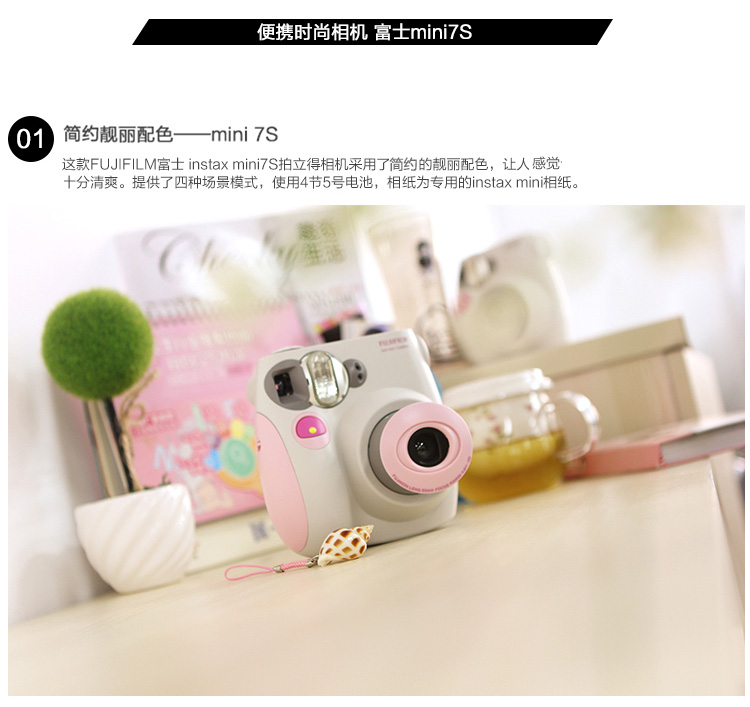 便携时尚相机 富士mini7S
01
简约靓丽配色——mini 7S
这款FUJIFILM富士 instax mini7S拍立得相机采用了简约的靓丽配色，让人感觉
十分清爽。提供了四种场景模式，使用4节5号电池，相纸为专用的instax mini相纸。
生活
FUJIFILM